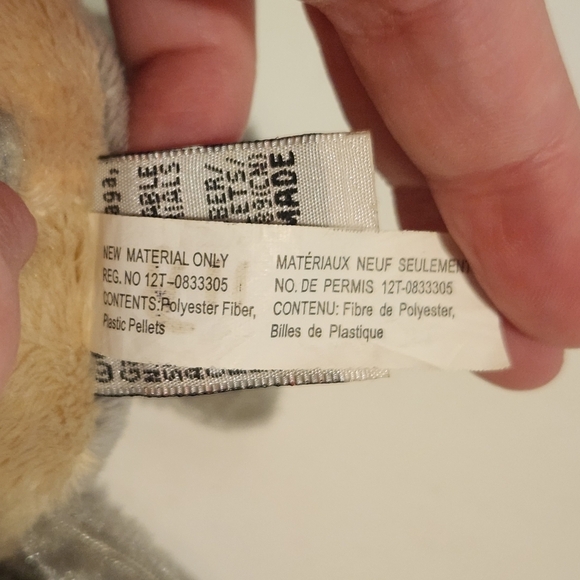 NEW MATERIAL ONLY
REG. NO 12T-0833305
CONTENTS:Polyester Fiber,
Plastic Pellets
MATÉRIAUX NEUF SEULEMENT
NO. DE PERMIS 12T-0833305
CONTENU: Fibre de Polyester,
Billes de Plastique
MADE